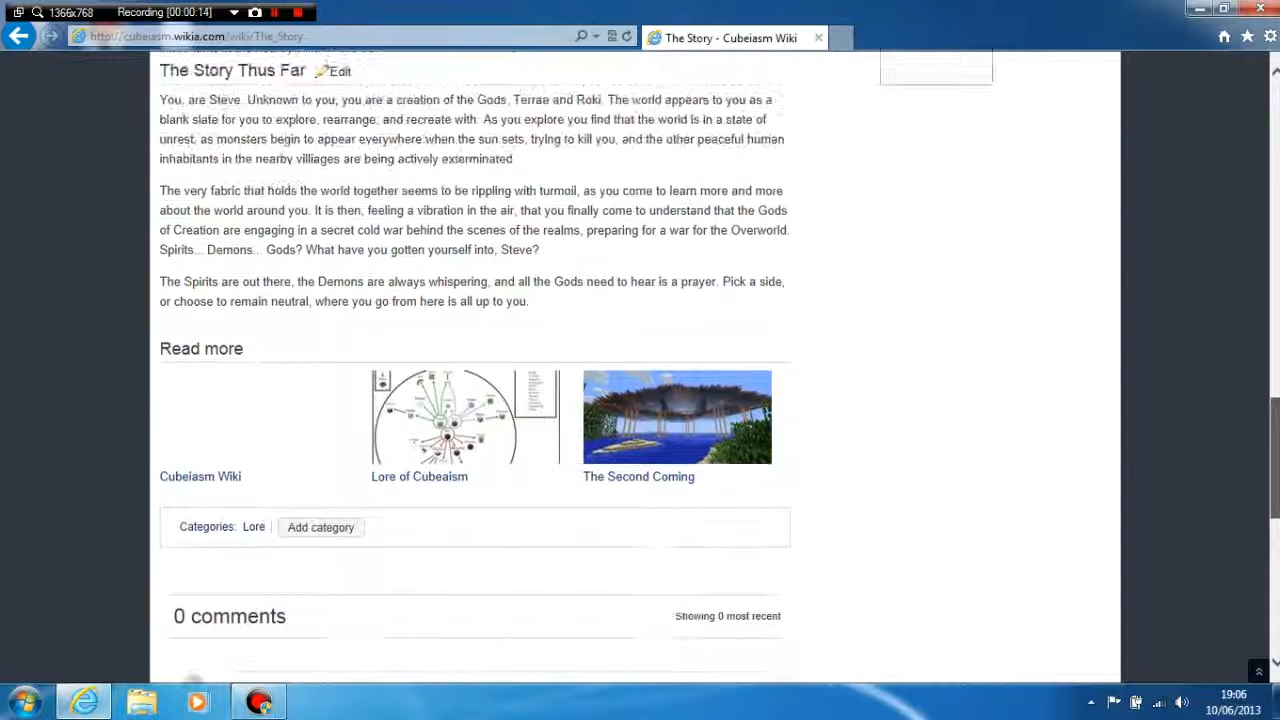 1366x768 Recording [00:00:14]
http://cubeiasm.wikia.com/wiki/The_Story
The Story - Cubeiasm Wiki
The Story Thus Far Edit
You, are Steve. Unknown to you, you are a creation of the Gods, Terrae and Roki. The world appears to you as a
blank slate for you to explore, rearrange, and recreate with. As you explore you find that the world is in a state of
unrest, as monsters begin to appear everywhere when the sun sets, trying to kill you, and the other peaceful human
inhabitants in the nearby villiages are being actively exterminated
The very fabric that holds the world together seems to be rippling with turmoil, as you come to learn more and more
about the world around you. It is then, feeling a vibration in the air, that you finally come to understand that the Gods
of Creation are engaging in a secret cold war behind the scenes of the realms, preparing for a war for the Overworld.
Spirits... Demons... Gods? What have you gotten yourself into, Steve?
The Spirits are out there, the Demons are always whispering, and all the Gods need to hear is a prayer. Pick a side,
or choose to remain neutral, where you go from here is all up to you.
Read more
Cubeiasm Wiki
Lore of Cubeaism
The Second Coming
Categories: Lore Add category
0 comments
Showing 0 most recent
19:06
10/06/2013